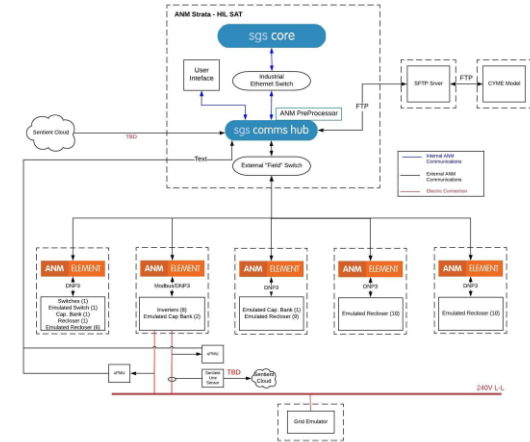 ANM Strata - HIL SAT
sgs core
User
Inteface
Industrial
Ethernet Switch
ANM PreProcessor
sgs comms hub
External "Field" Switch
FTP
SFTP Srver
FTP
CYME Model
Sentient Cloud
TBD
Text
Internal ANM
Communications
External ANM
Communications
Electric Connection
ANM ELEMENT
ANM ELEMENT
ANM ELEMENT
ANM ELEMENT
ANM ELEMENT
DNP3
Modbus/DNP3
DNP3
DNP3
DNP3
Switches (1)
Emulated Switch (1)
Cap. Bank (1)
Recloser (1)
Emulated Recloser (6)
Inverters (8)
Emulated Cap Bank (2)
Emulated Cap. Bank (1)
Emulated Recloser (9)
Emulated Recloser (10)
Emulated Recloser (10)
uPMU
uPMU
Sentient
Line
Sensor
TBD
Sentient
Cloud
240V L-L
Grid Emulator